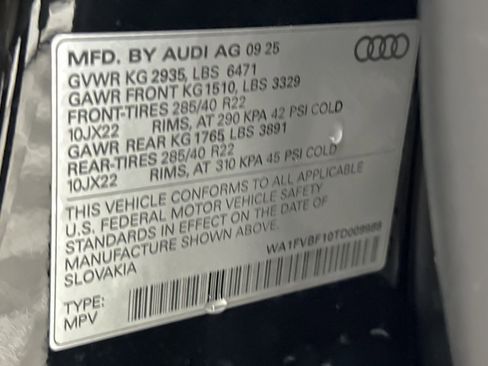 MFD. BY AUDI AG 09 25
GVWR KG 2935, LBS 6471
GAWR FRONT KG 1510, LBS 3329
FRONT-TIRES 285/40 R22
10JX22 RIMS, AT 290 KPA 42 PSI COLD
GAWR REAR KG 1765 LBS 3891
REAR-TIRES 285/40 R22
10JX22 RIMS, AT 310 KPA 45 PSI COLD
THIS VEHICLE CONFORMS TO ALL APPLICABLE
U.S. FEDERAL MOTOR VEHICLE SAFETY
STANDARDS IN EFFECT ON THE DATE OF
MANUFACTURE SHOWN ABOVE.
SLOVAKIA
TYPE:
MPV